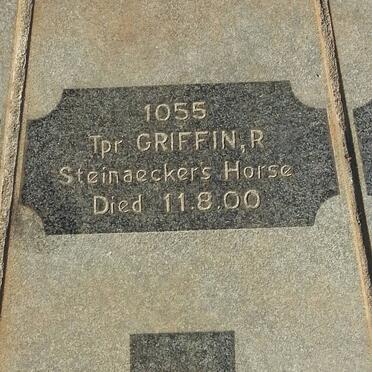 1055
Tpr GRIFFIN, R
Steinaecker's Horse
Died 11.8.00